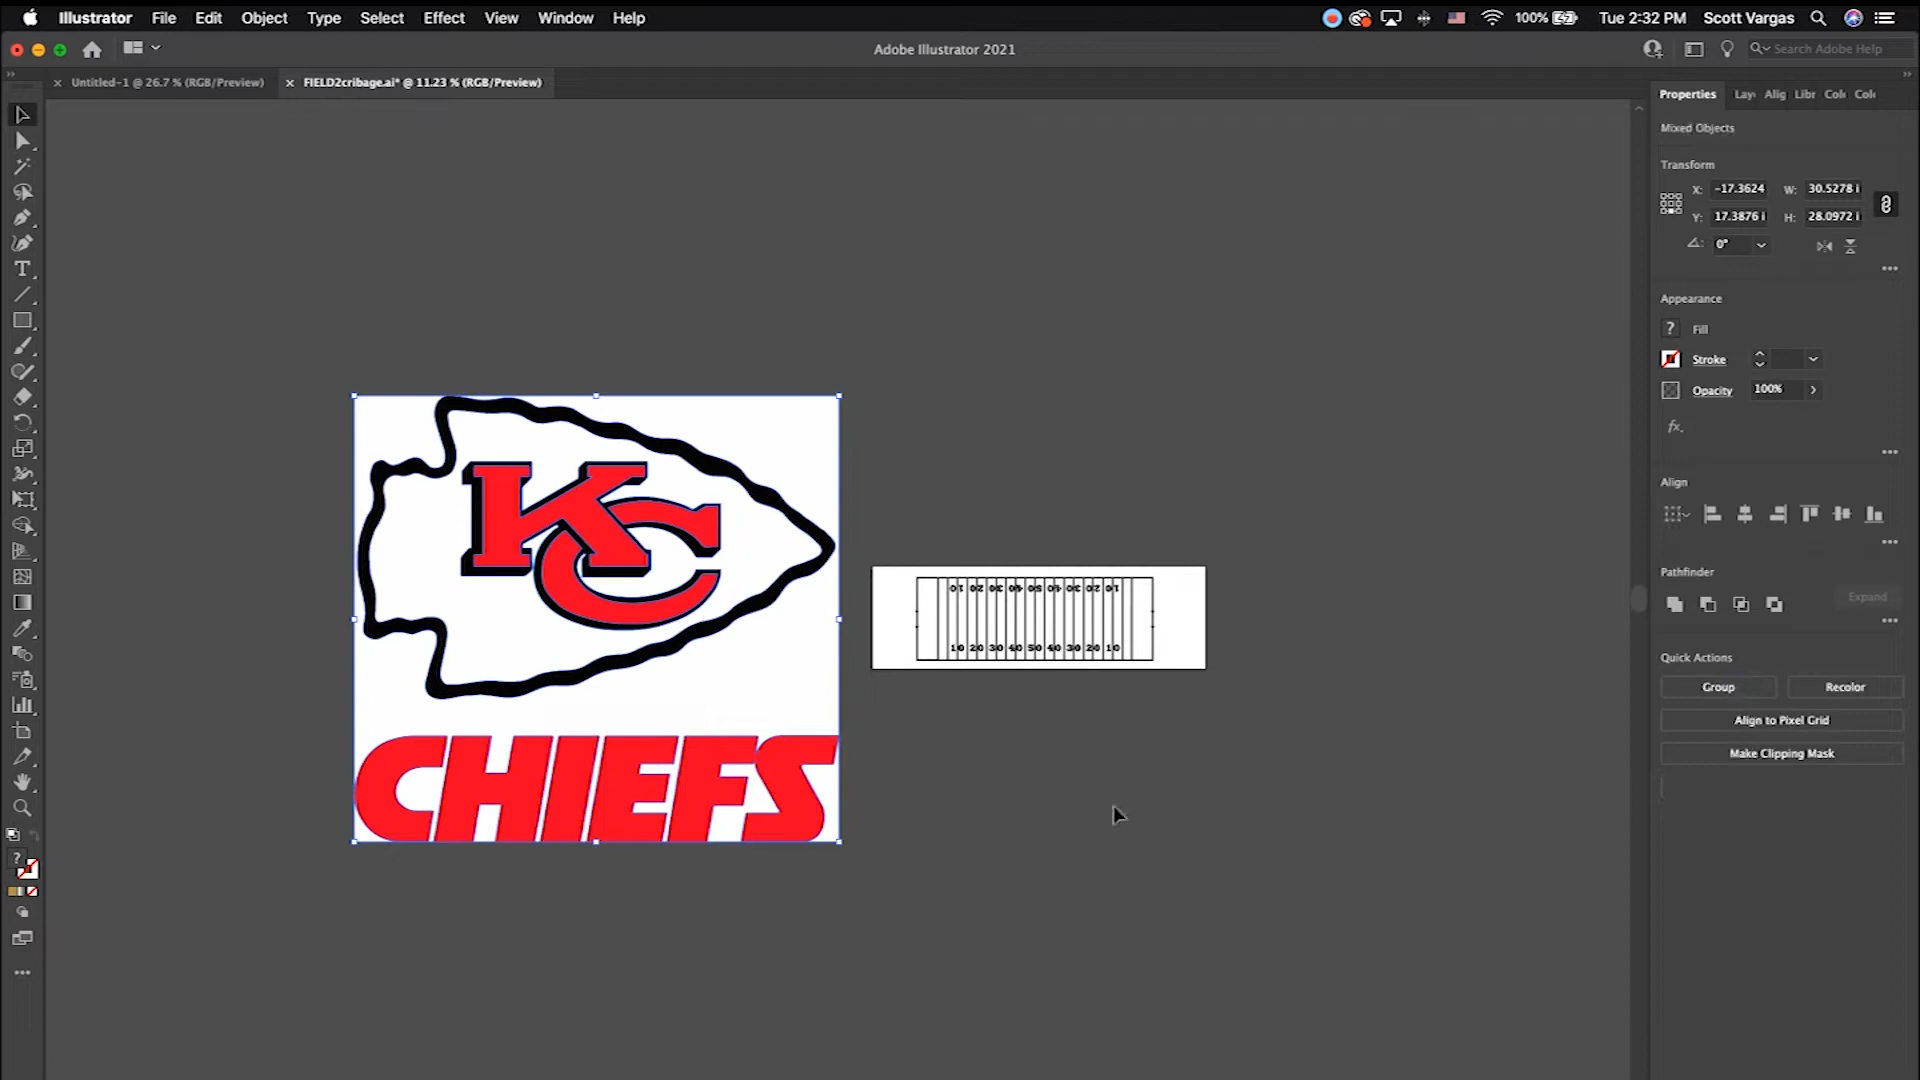 Illustrator File Edit Object Type Select Effect View Window Help 100% Tue 2:32 PM Scott Vargas
Adobe Illustrator 2021 Search Adobe Help
× Untitled-1 @ 26.7 % (RGB/Preview) × FIELD2cribage.ai* @ 11.23 % (RGB/Preview)
Properties Laye Alig Libr Col Col
Mixed Objects
Transform
X: -17.3624 W: 30.5278 i
Y: 17.3876 i H: 28.0972 i
0°
Appearance
? Fill
Stroke
Opacity 100%
fx.
Align
Pathfinder
Expand
Quick Actions
Group Recolor
Align to Pixel Grid
Make Clipping Mask
KC
CHIEFS
10 20 30 40 50 40 30 20 10
10 20 30 40 50 40 30 20 10